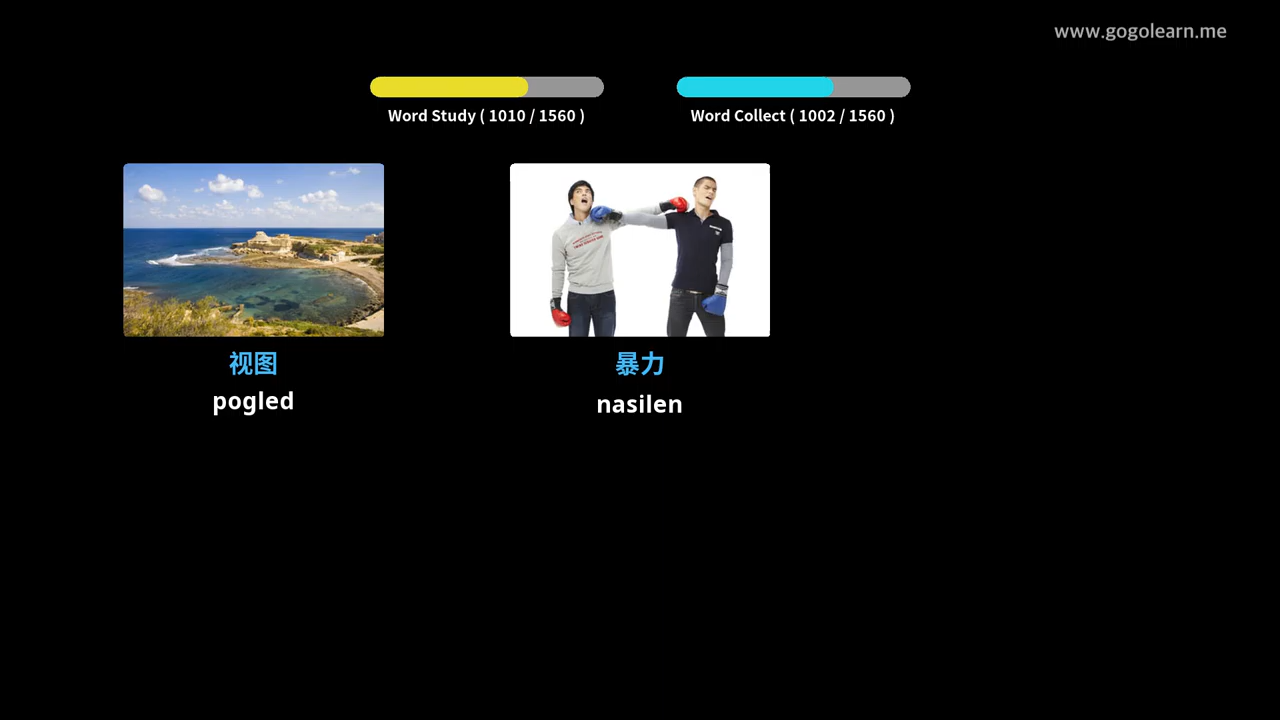 www.gogolearn.me
Word Study ( 1010 / 1560 )
Word Collect ( 1002 / 1560 )
视图
pogled
暴力
nasilen